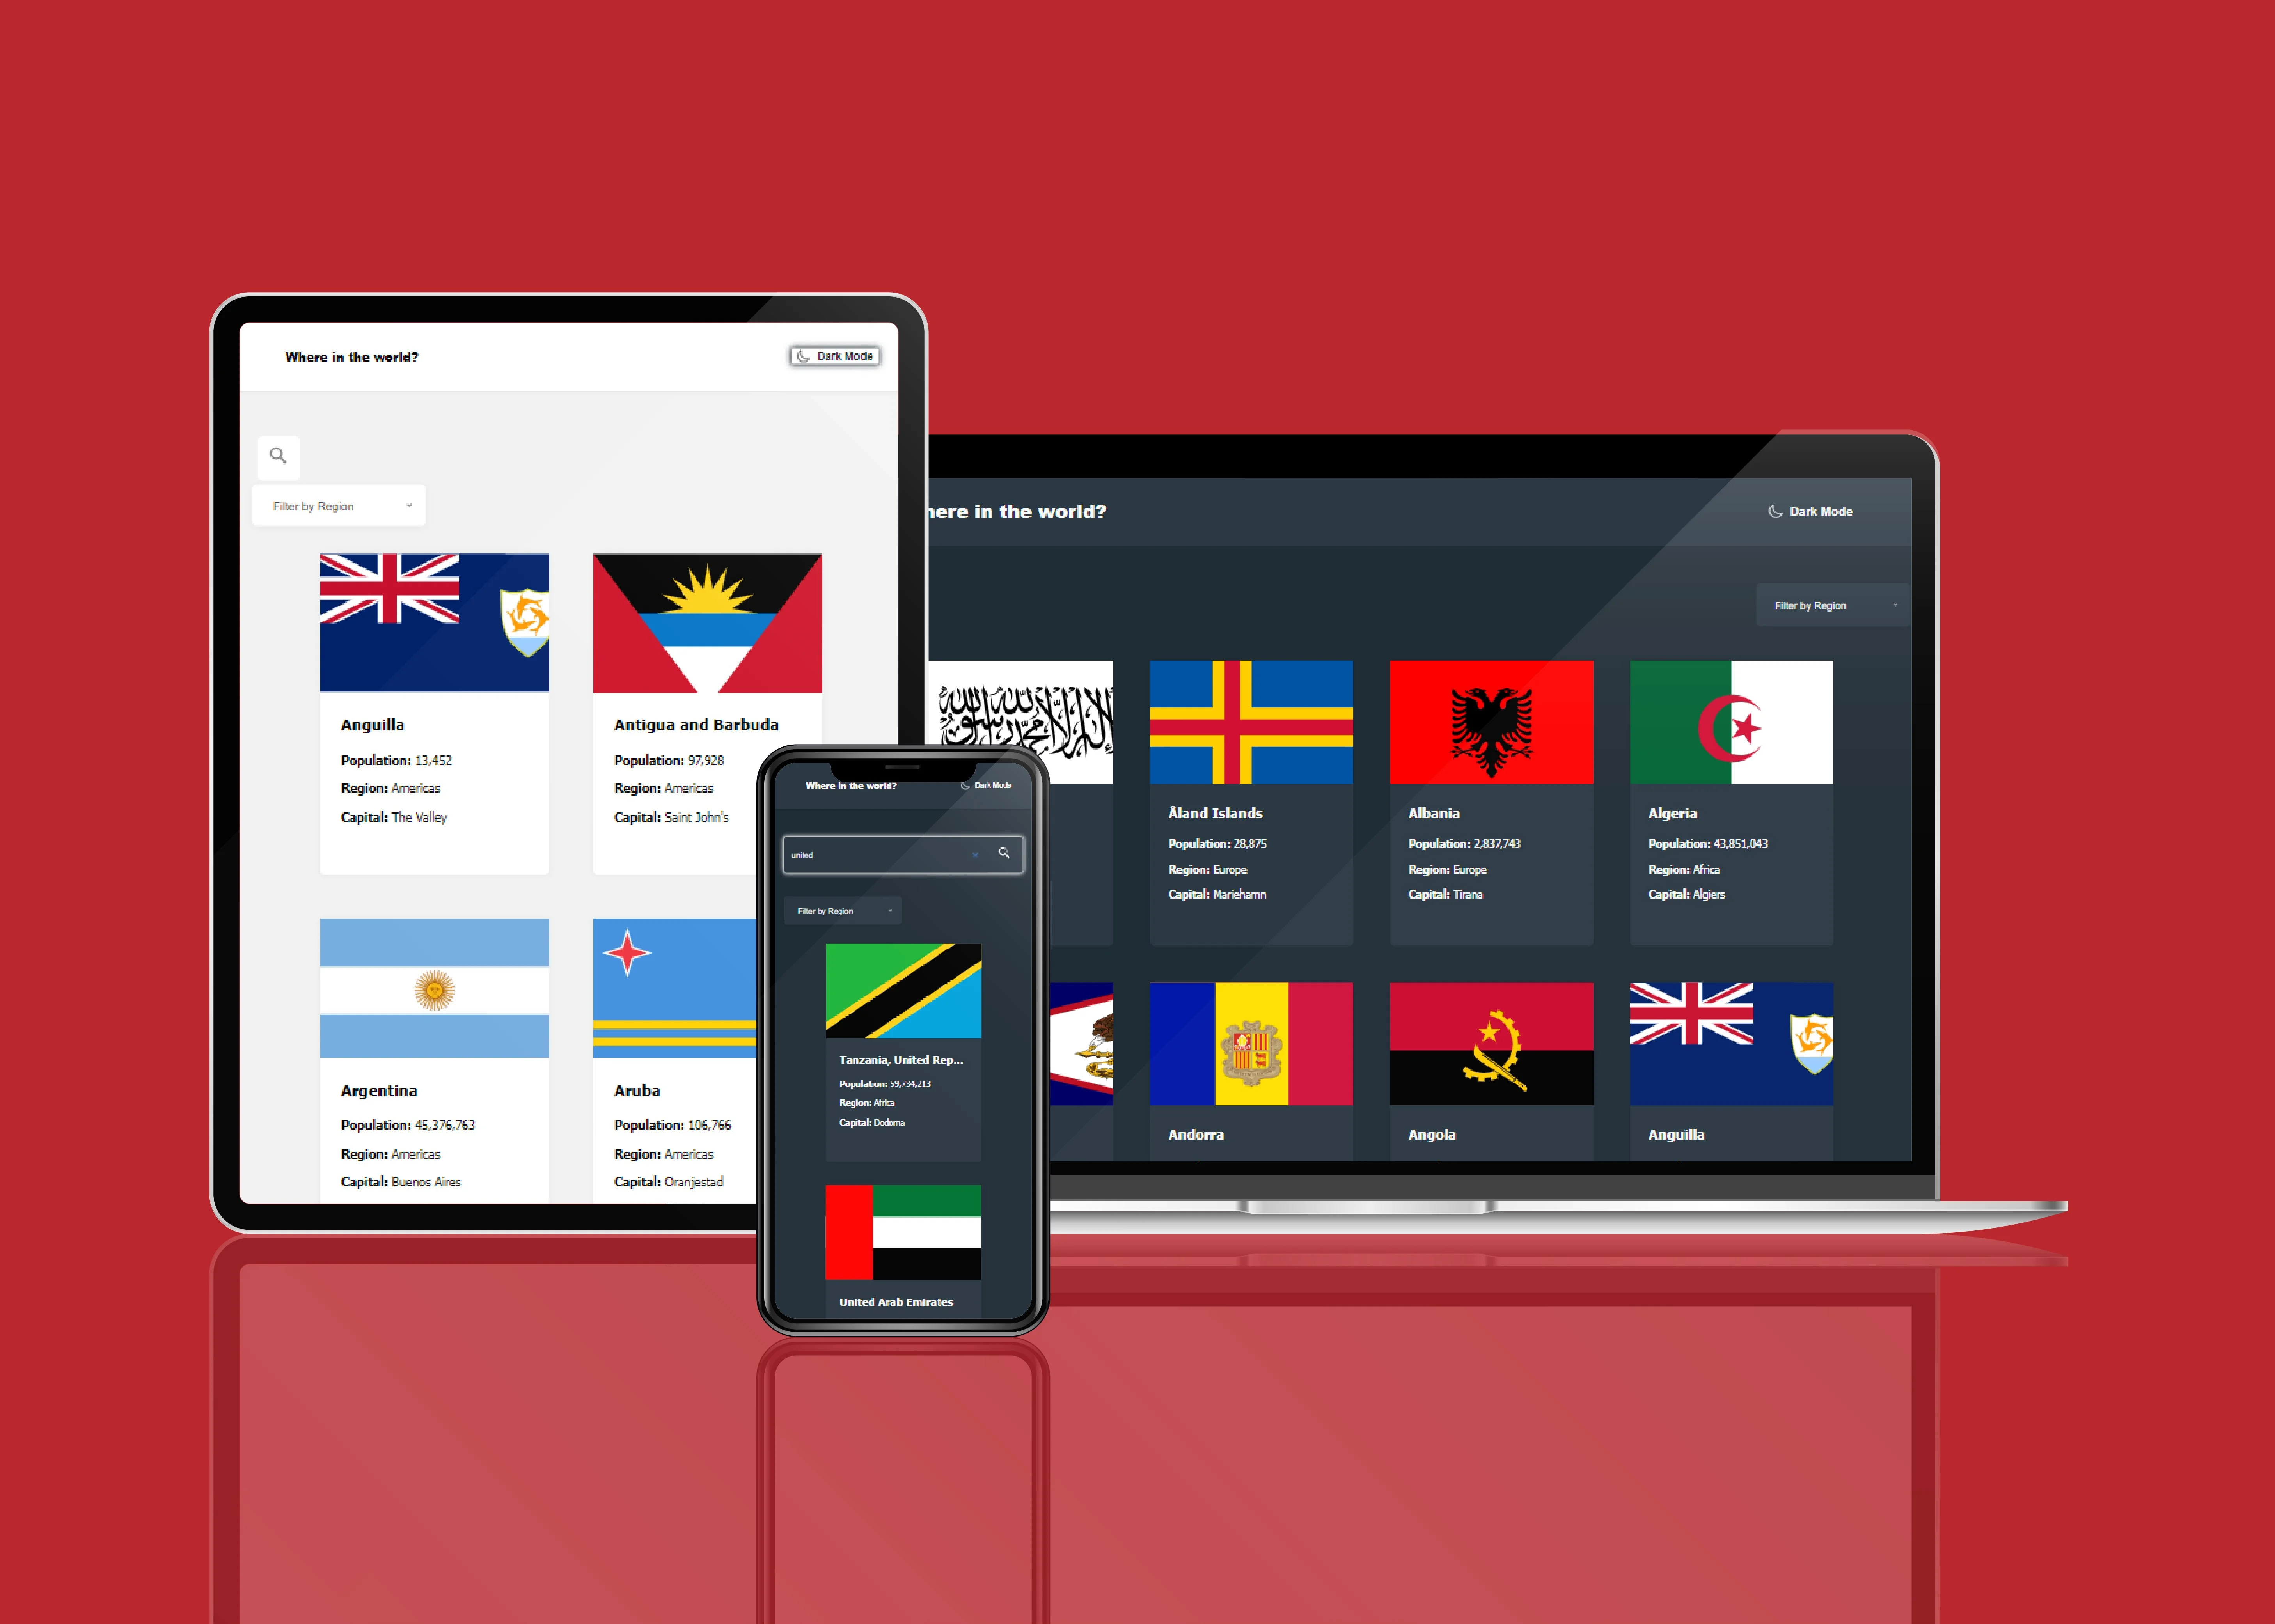 Where in the world?
Dark Mode
Filter by Region
Anguilla
Population: 13,452
Region: Americas
Capital: The Valley
Antigua and Barbuda
Population: 97,928
Region: Americas
Capital: Saint John's
Argentina
Population: 45,376,763
Region: Americas
Capital: Buenos Aires
Aruba
Population: 106,766
Region: Americas
Capital: Oranjestad
Where in the world?
Dark Mode
united
Filter by Region
Tanzania, United Rep...
Population: 59,734,213
Region: Africa
Capital: Dodoma
United Arab Emirates
in the world?
Dark Mode
Filter by Region
Åland Islands
Population: 28,875
Region: Europe
Capital: Mariehamn
Albania
Population: 2,837,743
Region: Europe
Capital: Tirana
Algeria
Population: 43,851,043
Region: Africa
Capital: Algiers
Andorra
Angola
Anguilla